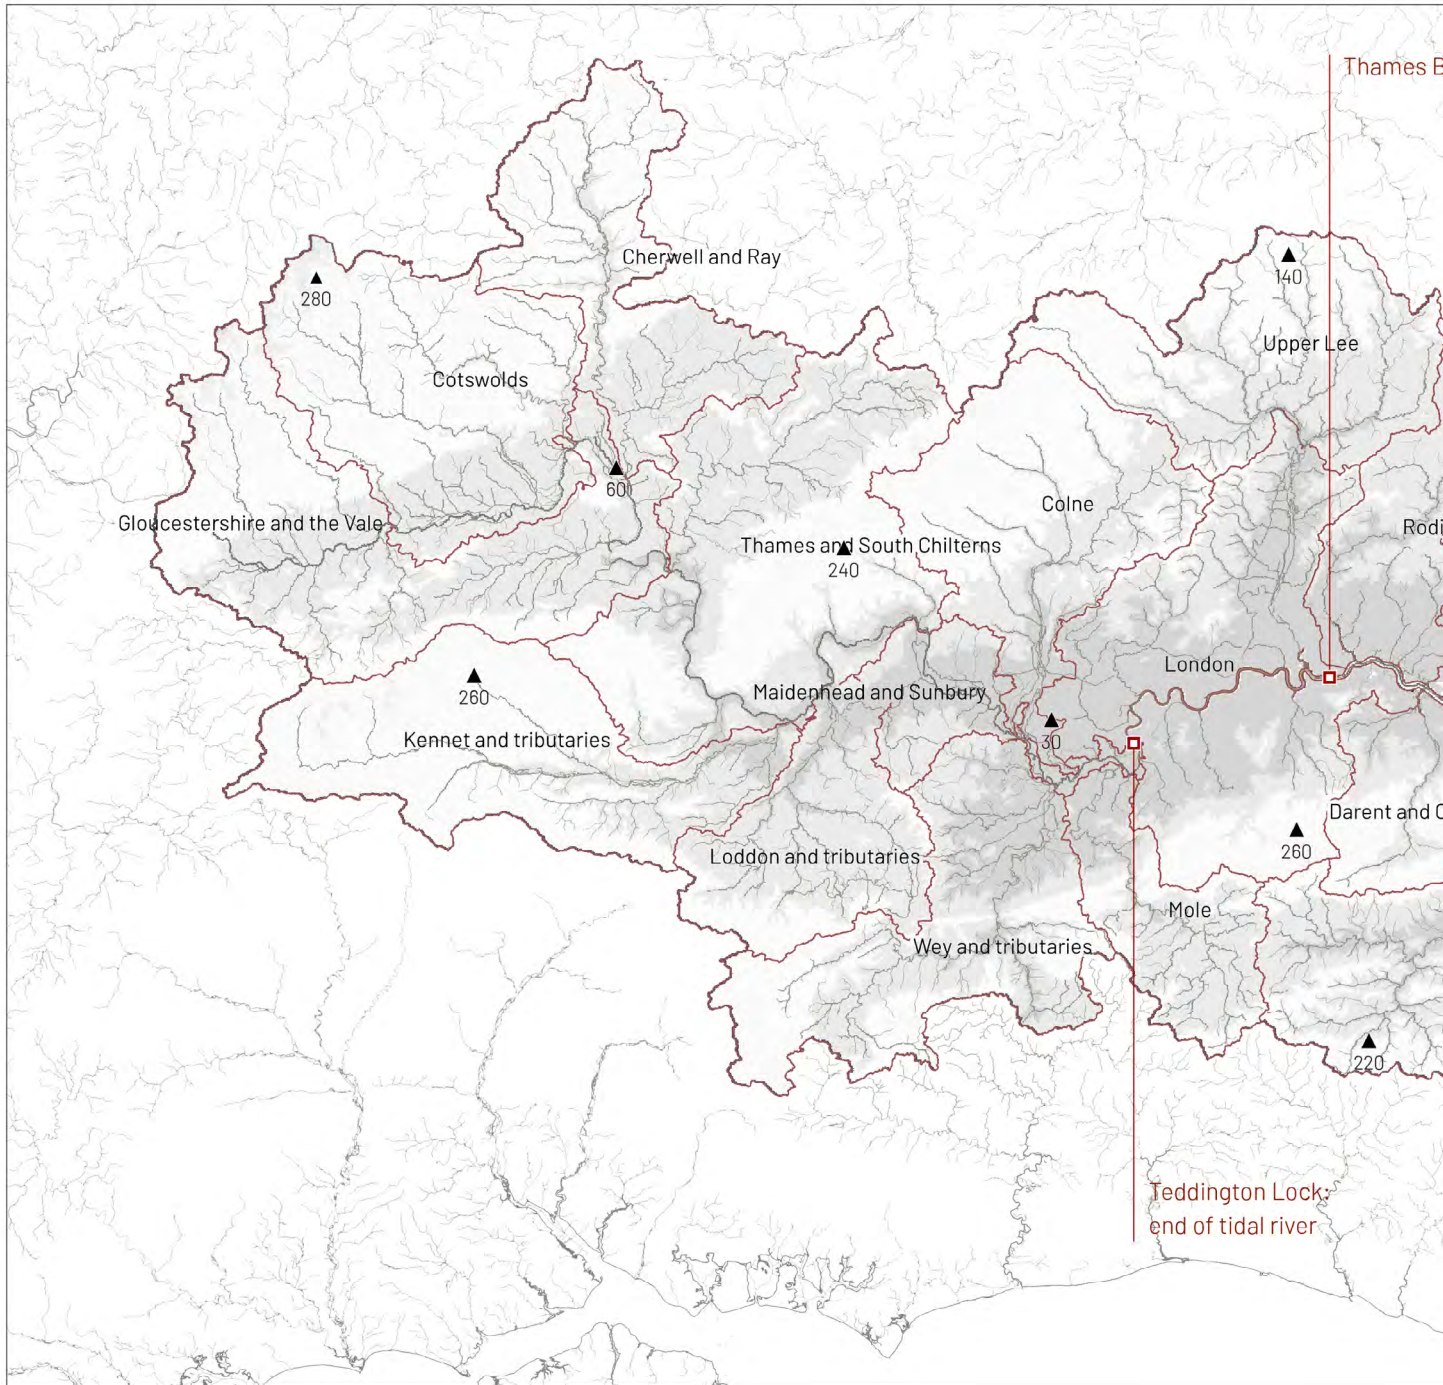 Thames B
Cherwell and Ray
140
280
Upper Lee
Cotswolds
60
Colne
Gloucestershire and the Vale
Rodi
Thames and South Chilterns
240
London
260
Maidenhead and Sunbury
30
Kennet and tributaries
Darent and
260
Loddon and tributaries
Mole
Wey and tributaries
220
Teddington Lock:
end of tidal river